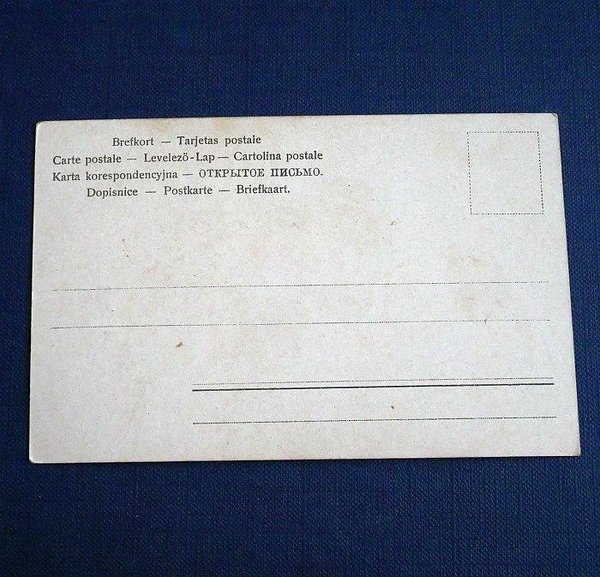 Brefkort — Tarjetas postale
Carte postale — Levelezö-Lap — Cartolina postale
Karta korespondencyjna — ОТКРЫТОЕ ПИСЬМО.
Dopisnice — Postkarte — Briefkaart.